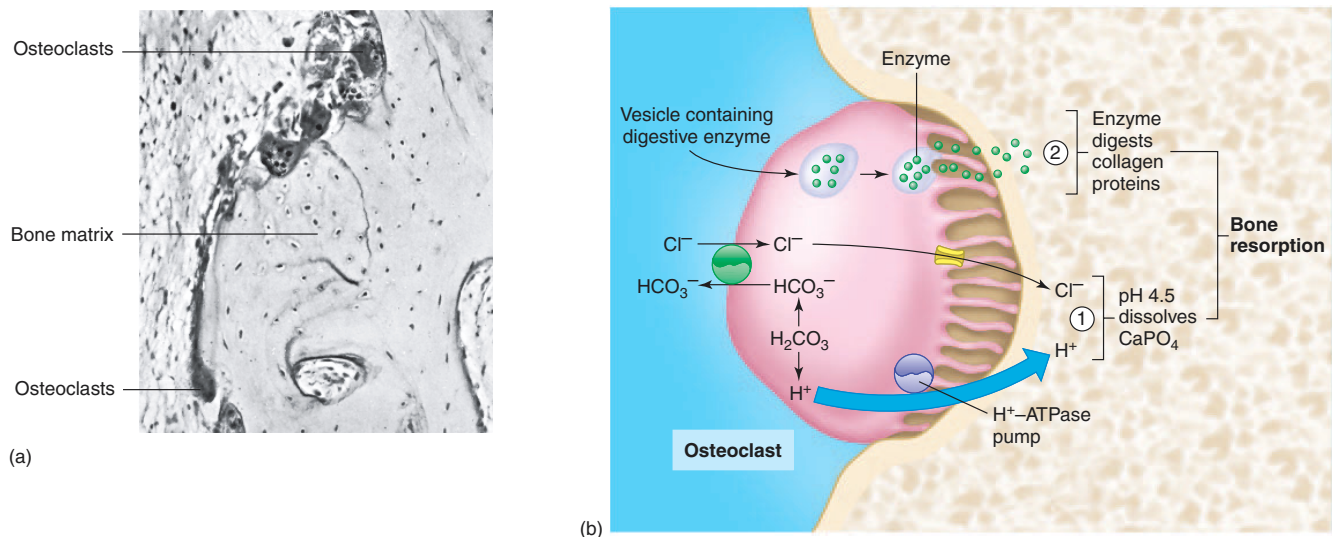 Osteoclasts
Bone matrix
Osteoclasts
(a)
Enzyme
Vesicle containing
digestive enzyme
2
Enzyme
digests
collagen
proteins
Bone
resorption
Cl⁻
Cl⁻
HCO₃⁻
HCO₃⁻
H₂CO₃
H⁺
Cl⁻
1
H⁺
pH 4.5
dissolves
CaPO₄
H⁺–ATPase
pump
Osteoclast
(b)